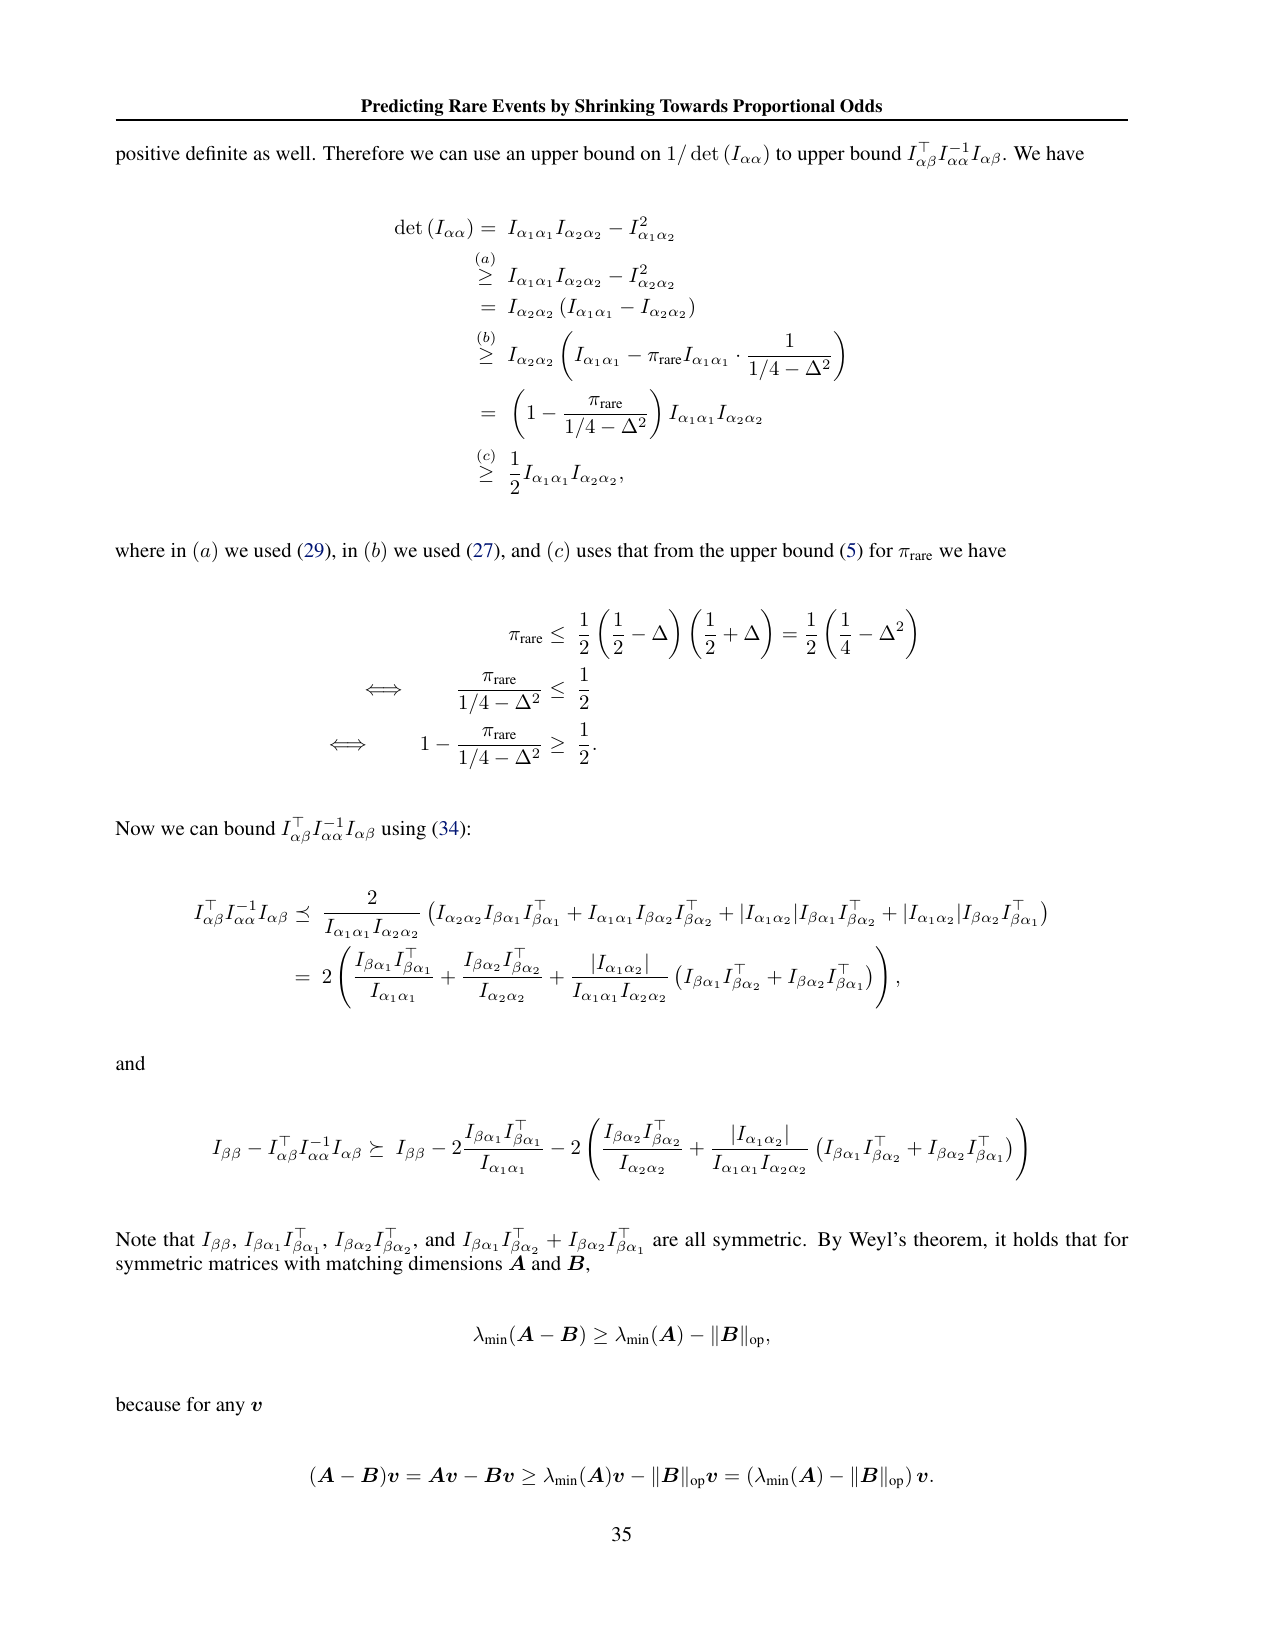 Predicting Rare Events by Shrinking Towards Proportional Odds
positive definite as well. Therefore we can use an upper bound on $1/\det(I_{\alpha\alpha})$ to upper bound $I_{\alpha\beta}^\top I_{\alpha\alpha}^{-1} I_{\alpha\beta}$. We have
$\det(I_{\alpha\alpha}) = I_{\alpha_1\alpha_1} I_{\alpha_2\alpha_2} - I_{\alpha_1\alpha_2}^2$
$\overset{(a)}{\geq} I_{\alpha_1\alpha_1} I_{\alpha_2\alpha_2} - I_{\alpha_2\alpha_2}^2$
$= I_{\alpha_2\alpha_2} (I_{\alpha_1\alpha_1} - I_{\alpha_2\alpha_2})$
$\overset{(b)}{\geq} I_{\alpha_2\alpha_2} \left( I_{\alpha_1\alpha_1} - \pi_{\text{rare}} I_{\alpha_1\alpha_1} \cdot \frac{1}{1/4 - \Delta^2} \right)$
$= \left( 1 - \frac{\pi_{\text{rare}}}{1/4 - \Delta^2} \right) I_{\alpha_1\alpha_1} I_{\alpha_2\alpha_2}$
$\overset{(c)}{\geq} \frac{1}{2} I_{\alpha_1\alpha_1} I_{\alpha_2\alpha_2},$
where in $(a)$ we used (29), in $(b)$ we used (27), and $(c)$ uses that from the upper bound (5) for $\pi_{\text{rare}}$ we have
$\pi_{\text{rare}} \leq \frac{1}{2} \left( \frac{1}{2} - \Delta \right) \left( \frac{1}{2} + \Delta \right) = \frac{1}{2} \left( \frac{1}{4} - \Delta^2 \right)$
$\iff \frac{\pi_{\text{rare}}}{1/4 - \Delta^2} \leq \frac{1}{2}$
$\iff 1 - \frac{\pi_{\text{rare}}}{1/4 - \Delta^2} \geq \frac{1}{2}.$
Now we can bound $I_{\alpha\beta}^\top I_{\alpha\alpha}^{-1} I_{\alpha\beta}$ using (34):
$I_{\alpha\beta}^\top I_{\alpha\alpha}^{-1} I_{\alpha\beta} \preceq \frac{2}{I_{\alpha_1\alpha_1} I_{\alpha_2\alpha_2}} \left( I_{\alpha_2\alpha_2} I_{\beta\alpha_1} I_{\beta\alpha_1}^\top + I_{\alpha_1\alpha_1} I_{\beta\alpha_2} I_{\beta\alpha_2}^\top + |I_{\alpha_1\alpha_2}| I_{\beta\alpha_1} I_{\beta\alpha_2}^\top + |I_{\alpha_1\alpha_2}| I_{\beta\alpha_2} I_{\beta\alpha_1}^\top \right)$
$= 2 \left( \frac{I_{\beta\alpha_1} I_{\beta\alpha_1}^\top}{I_{\alpha_1\alpha_1}} + \frac{I_{\beta\alpha_2} I_{\beta\alpha_2}^\top}{I_{\alpha_2\alpha_2}} + \frac{|I_{\alpha_1\alpha_2}|}{I_{\alpha_1\alpha_1} I_{\alpha_2\alpha_2}} \left( I_{\beta\alpha_1} I_{\beta\alpha_2}^\top + I_{\beta\alpha_2} I_{\beta\alpha_1}^\top \right) \right),$
and
$I_{\beta\beta} - I_{\alpha\beta}^\top I_{\alpha\alpha}^{-1} I_{\alpha\beta} \succeq I_{\beta\beta} - 2 \frac{I_{\beta\alpha_1} I_{\beta\alpha_1}^\top}{I_{\alpha_1\alpha_1}} - 2 \left( \frac{I_{\beta\alpha_2} I_{\beta\alpha_2}^\top}{I_{\alpha_2\alpha_2}} + \frac{|I_{\alpha_1\alpha_2}|}{I_{\alpha_1\alpha_1} I_{\alpha_2\alpha_2}} \left( I_{\beta\alpha_1} I_{\beta\alpha_2}^\top + I_{\beta\alpha_2} I_{\beta\alpha_1}^\top \right) \right)$
Note that $I_{\beta\beta}$, $I_{\beta\alpha_1} I_{\beta\alpha_1}^\top$, $I_{\beta\alpha_2} I_{\beta\alpha_2}^\top$, and $I_{\beta\alpha_1} I_{\beta\alpha_2}^\top + I_{\beta\alpha_2} I_{\beta\alpha_1}^\top$ are all symmetric. By Weyl's theorem, it holds that for
symmetric matrices with matching dimensions $\boldsymbol{A}$ and $\boldsymbol{B}$,
$\lambda_{\min}(\boldsymbol{A} - \boldsymbol{B}) \geq \lambda_{\min}(\boldsymbol{A}) - \|\boldsymbol{B}\|_{\text{op}},$
because for any $\boldsymbol{v}$
$(\boldsymbol{A} - \boldsymbol{B})\boldsymbol{v} = \boldsymbol{A}\boldsymbol{v} - \boldsymbol{B}\boldsymbol{v} \geq \lambda_{\min}(\boldsymbol{A})\boldsymbol{v} - \|\boldsymbol{B}\|_{\text{op}}\boldsymbol{v} = (\lambda_{\min}(\boldsymbol{A}) - \|\boldsymbol{B}\|_{\text{op}})\,\boldsymbol{v}.$
35